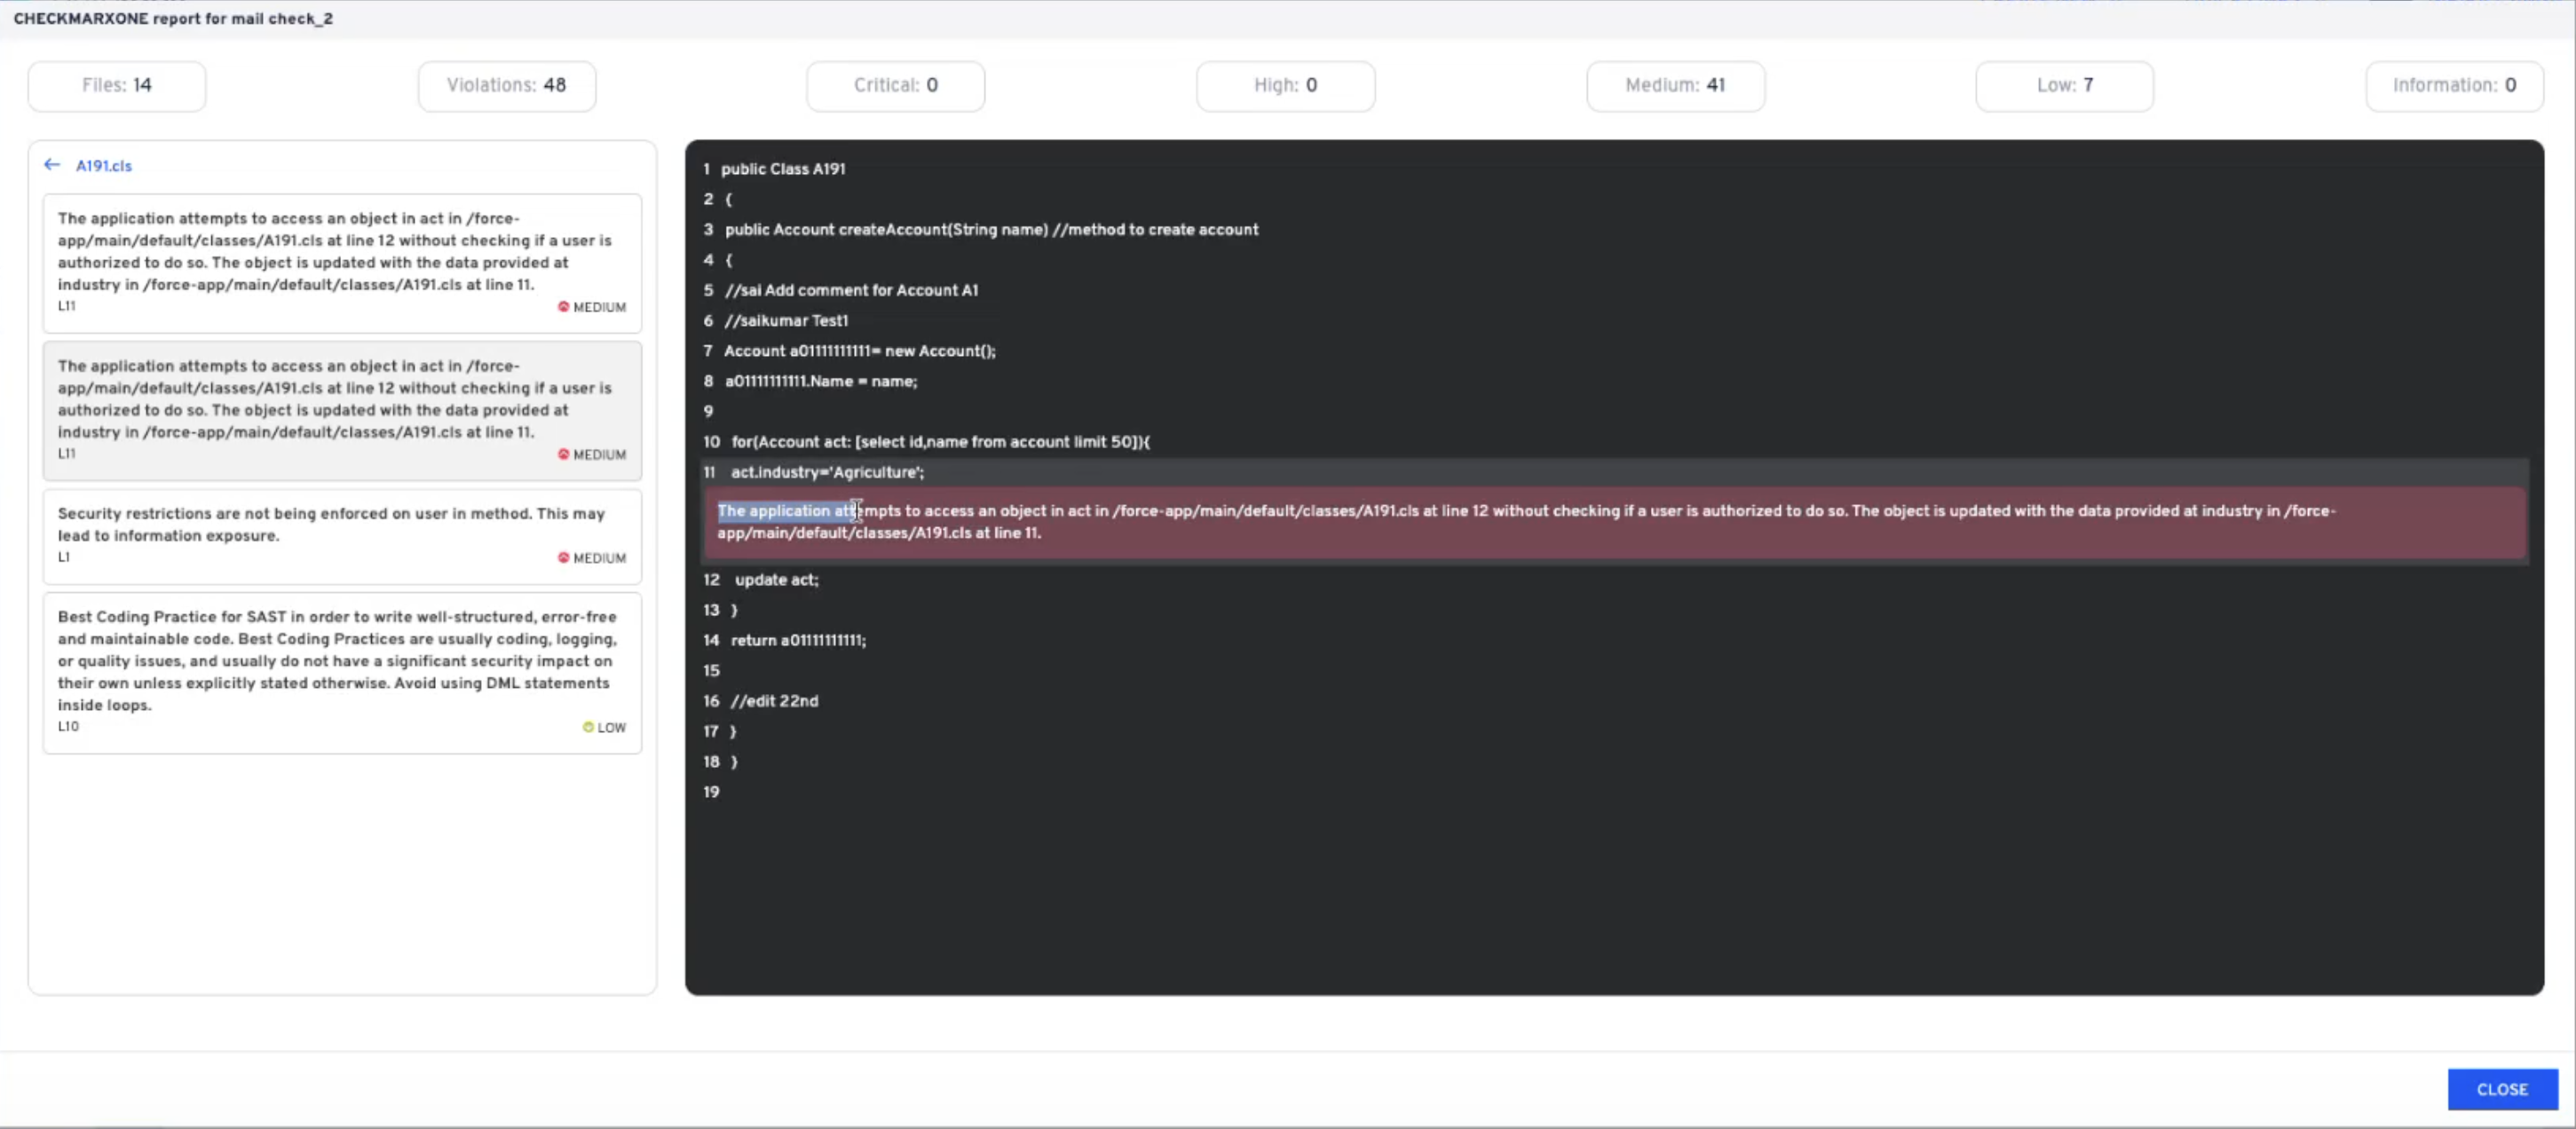 CHECKMARXONE report for mail check_2
Files: 14
Violations: 48
Critical: 0
High: 0
Medium: 41
Low: 7
Information: 0
← A191.cls
The application attempts to access an object in act in /force-
app/main/default/classes/A191.cls at line 12 without checking if a user is
authorized to do so. The object is updated with the data provided at
industry in /force-app/main/default/classes/A191.cls at line 11.
L11 MEDIUM
The application attempts to access an object in act in /force-
app/main/default/classes/A191.cls at line 12 without checking if a user is
authorized to do so. The object is updated with the data provided at
industry in /force-app/main/default/classes/A191.cls at line 11.
L11 MEDIUM
Security restrictions are not being enforced on user in method. This may
lead to information exposure.
L1 MEDIUM
Best Coding Practice for SAST in order to write well-structured, error-free
and maintainable code. Best Coding Practices are usually coding, logging,
or quality issues, and usually do not have a significant security impact on
their own unless explicitly stated otherwise. Avoid using DML statements
inside loops.
L10 LOW
1 public Class A191
2 {
3 public Account createAccount(String name) //method to create account
4 {
5 //sai Add comment for Account A1
6 //saikumar Test1
7 Account a01111111111= new Account();
8 a01111111111.Name = name;
9
10 for(Account act: [select id,name from account limit 50]){
11 act.industry='Agriculture';
The application attempts to access an object in act in /force-app/main/default/classes/A191.cls at line 12 without checking if a user is authorized to do so. The object is updated with the data provided at industry in /force-
app/main/default/classes/A191.cls at line 11.
12 update act;
13 }
14 return a01111111111;
15
16 //edit 22nd
17 }
18 }
19
CLOSE